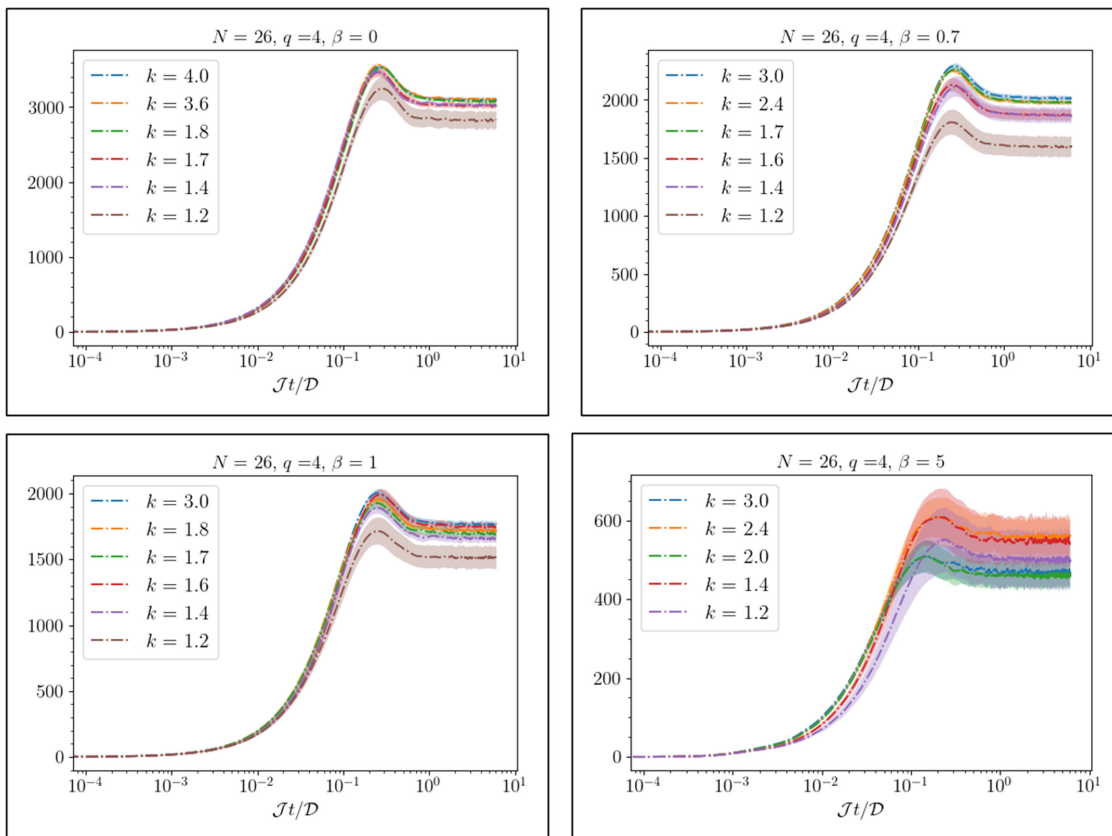 N = 26, q =4, β = 0
k = 4.0
k = 3.6
k = 1.8
k = 1.7
k = 1.4
k = 1.2
3000
2000
1000
0
10⁻⁴ 10⁻³ 10⁻² 10⁻¹ 10⁰ 10¹
𝒥t/𝒟
N = 26, q =4, β = 0.7
k = 3.0
k = 2.4
k = 1.7
k = 1.6
k = 1.4
k = 1.2
2000
1500
1000
500
0
10⁻⁴ 10⁻³ 10⁻² 10⁻¹ 10⁰ 10¹
𝒥t/𝒟
N = 26, q =4, β = 1
k = 3.0
k = 1.8
k = 1.7
k = 1.6
k = 1.4
k = 1.2
2000
1500
1000
500
0
10⁻⁴ 10⁻³ 10⁻² 10⁻¹ 10⁰ 10¹
𝒥t/𝒟
N = 26, q =4, β = 5
k = 3.0
k = 2.4
k = 2.0
k = 1.4
k = 1.2
600
400
200
0
10⁻⁴ 10⁻³ 10⁻² 10⁻¹ 10⁰ 10¹
𝒥t/𝒟